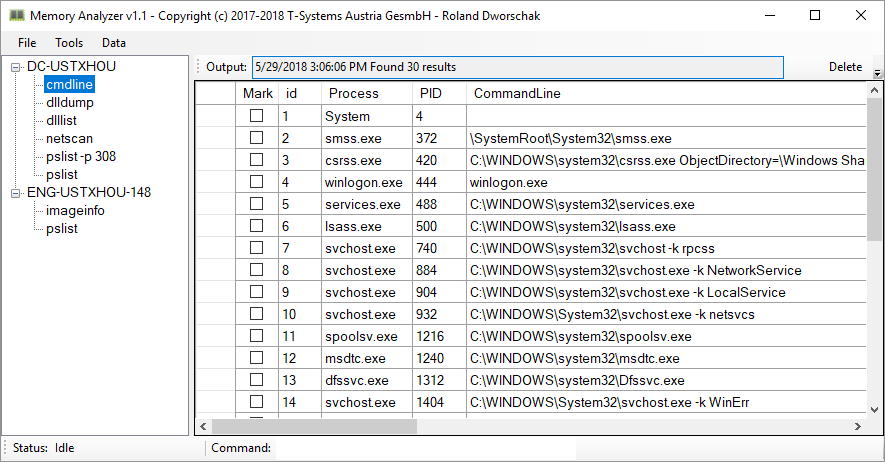 Memory Analyzer v1.1 - Copyright (c) 2017-2018 T-Systems Austria GesmbH - Roland Dworschak
File Tools Data
DC-USTXHOU
cmdline
dlldump
dlllist
netscan
pslist -p 308
pslist
ENG-USTXHOU-148
imageinfo
pslist
Output: 5/29/2018 3:06:06 PM Found 30 results Delete
Mark id Process PID CommandLine
1 System 4
2 smss.exe 372 \SystemRoot\System32\smss.exe
3 csrss.exe 420 C:\WINDOWS\system32\csrss.exe ObjectDirectory=\Windows Sha
4 winlogon.exe 444 winlogon.exe
5 services.exe 488 C:\WINDOWS\system32\services.exe
6 lsass.exe 500 C:\WINDOWS\system32\lsass.exe
7 svchost.exe 740 C:\WINDOWS\system32\svchost -k rpcss
8 svchost.exe 884 C:\WINDOWS\system32\svchost.exe -k NetworkService
9 svchost.exe 904 C:\WINDOWS\system32\svchost.exe -k LocalService
10 svchost.exe 932 C:\WINDOWS\System32\svchost.exe -k netsvcs
11 spoolsv.exe 1216 C:\WINDOWS\system32\spoolsv.exe
12 msdtc.exe 1240 C:\WINDOWS\system32\msdtc.exe
13 dfssvc.exe 1312 C:\WINDOWS\system32\Dfssvc.exe
14 svchost.exe 1404 C:\WINDOWS\System32\svchost.exe -k WinErr
Status: Idle Command: